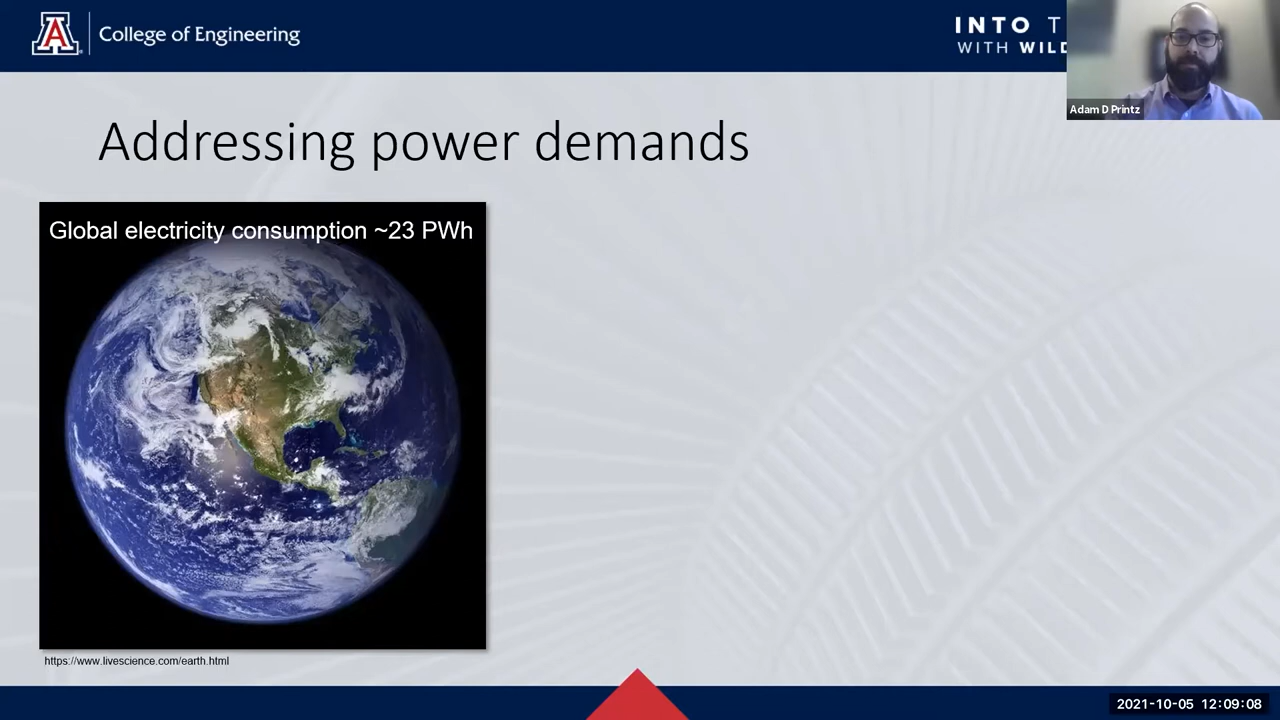 A
College of Engineering
INTO T
WITH WILD
Adam D Printz
Addressing power demands
Global electricity consumption ~23 PWh
https://www.livescience.com/earth.html
2021-10-05 12:09:08